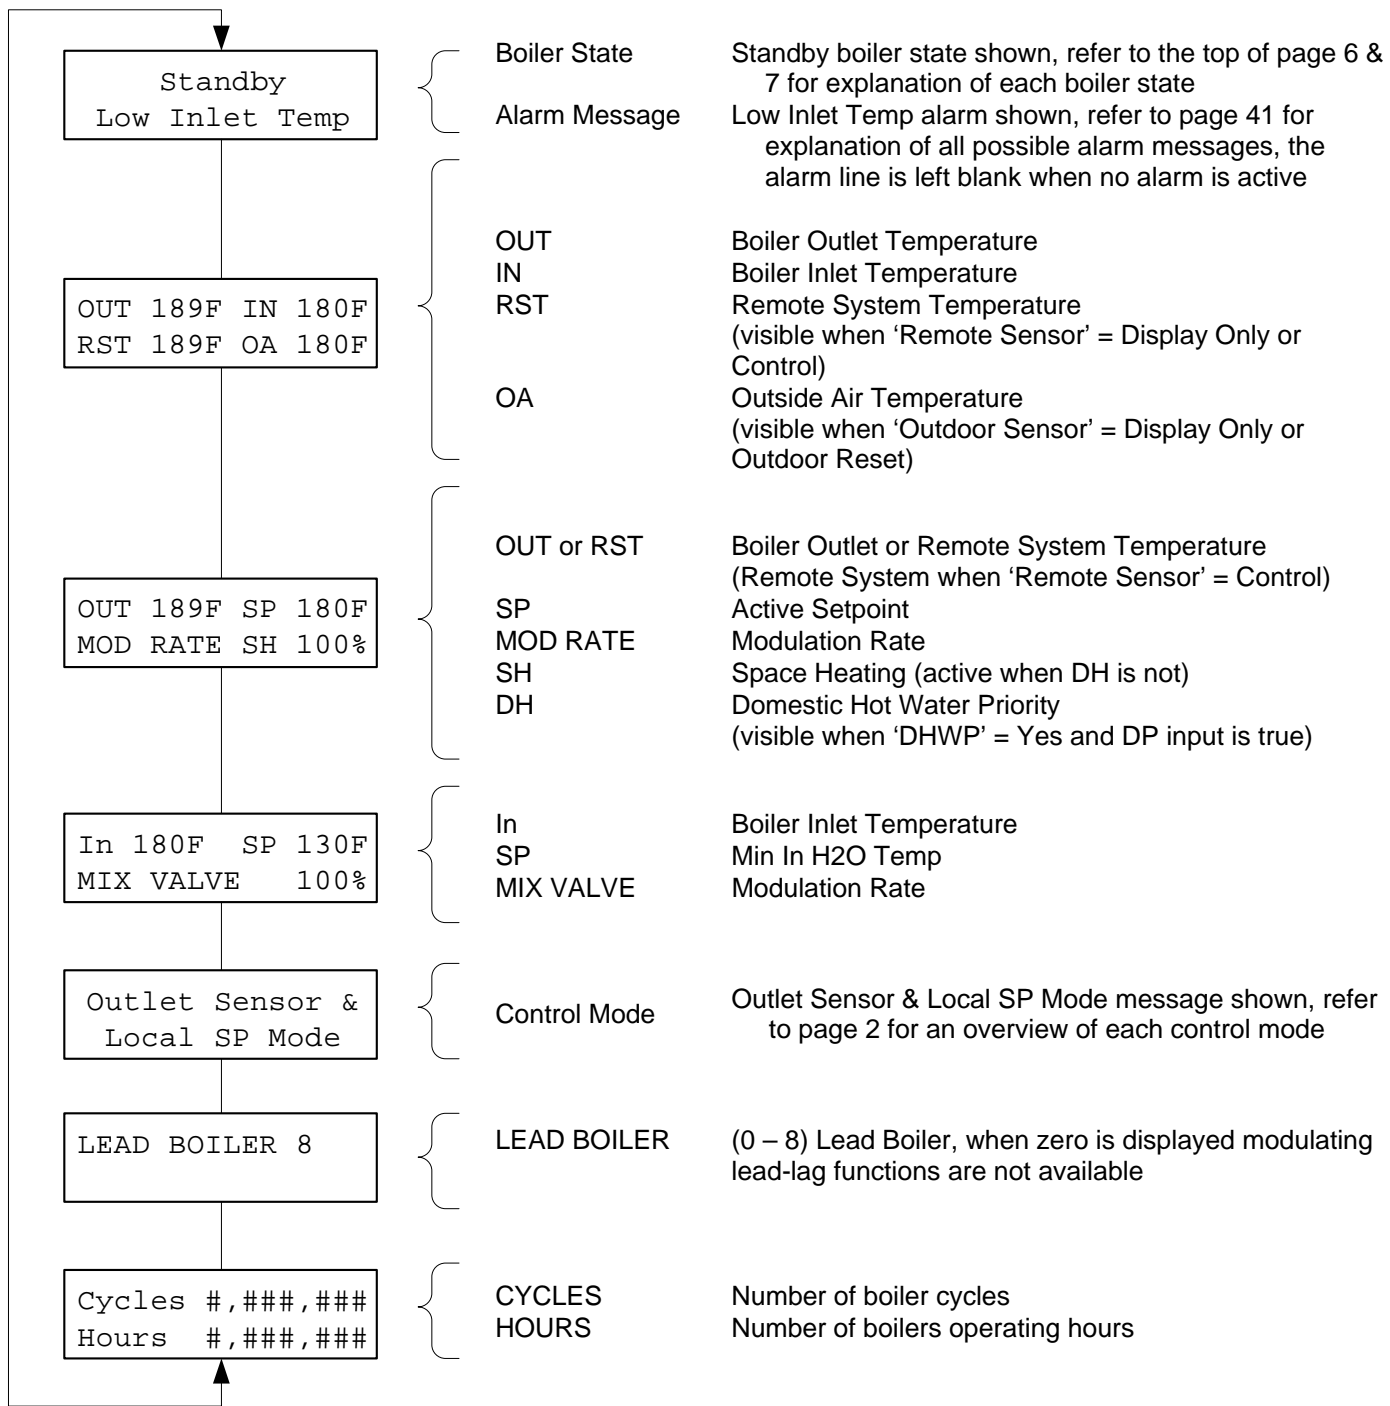 Standby
Low Inlet Temp
Boiler State Standby boiler state shown, refer to the top of page 6 &
7 for explanation of each boiler state
Alarm Message Low Inlet Temp alarm shown, refer to page 41 for
explanation of all possible alarm messages, the
alarm line is left blank when no alarm is active
OUT 189F IN 180F
RST 189F OA 180F
OUT Boiler Outlet Temperature
IN Boiler Inlet Temperature
RST Remote System Temperature
(visible when ‘Remote Sensor’ = Display Only or
Control)
OA Outside Air Temperature
(visible when ‘Outdoor Sensor’ = Display Only or
Outdoor Reset)
OUT 189F SP 180F
MOD RATE SH 100%
OUT or RST Boiler Outlet or Remote System Temperature
(Remote System when ‘Remote Sensor’ = Control)
SP Active Setpoint
MOD RATE Modulation Rate
SH Space Heating (active when DH is not)
DH Domestic Hot Water Priority
(visible when ‘DHWP’ = Yes and DP input is true)
In 180F SP 130F
MIX VALVE 100%
In Boiler Inlet Temperature
SP Min In H2O Temp
MIX VALVE Modulation Rate
Outlet Sensor &
Local SP Mode
Control Mode Outlet Sensor & Local SP Mode message shown, refer
to page 2 for an overview of each control mode
LEAD BOILER 8
LEAD BOILER (0 – 8) Lead Boiler, when zero is displayed modulating
lead-lag functions are not available
Cycles #,###,###
Hours #,###,###
CYCLES Number of boiler cycles
HOURS Number of boilers operating hours